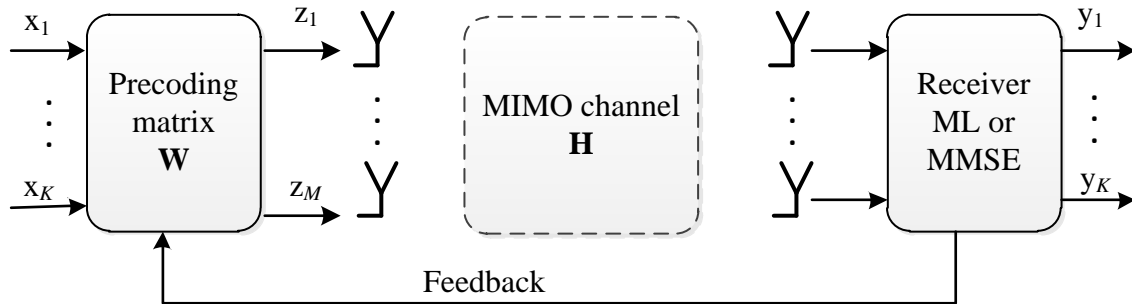 x1
xK
Precoding
matrix
W
z1
zM
MIMO channel
H
Receiver
ML or
MMSE
y1
yK
Feedback